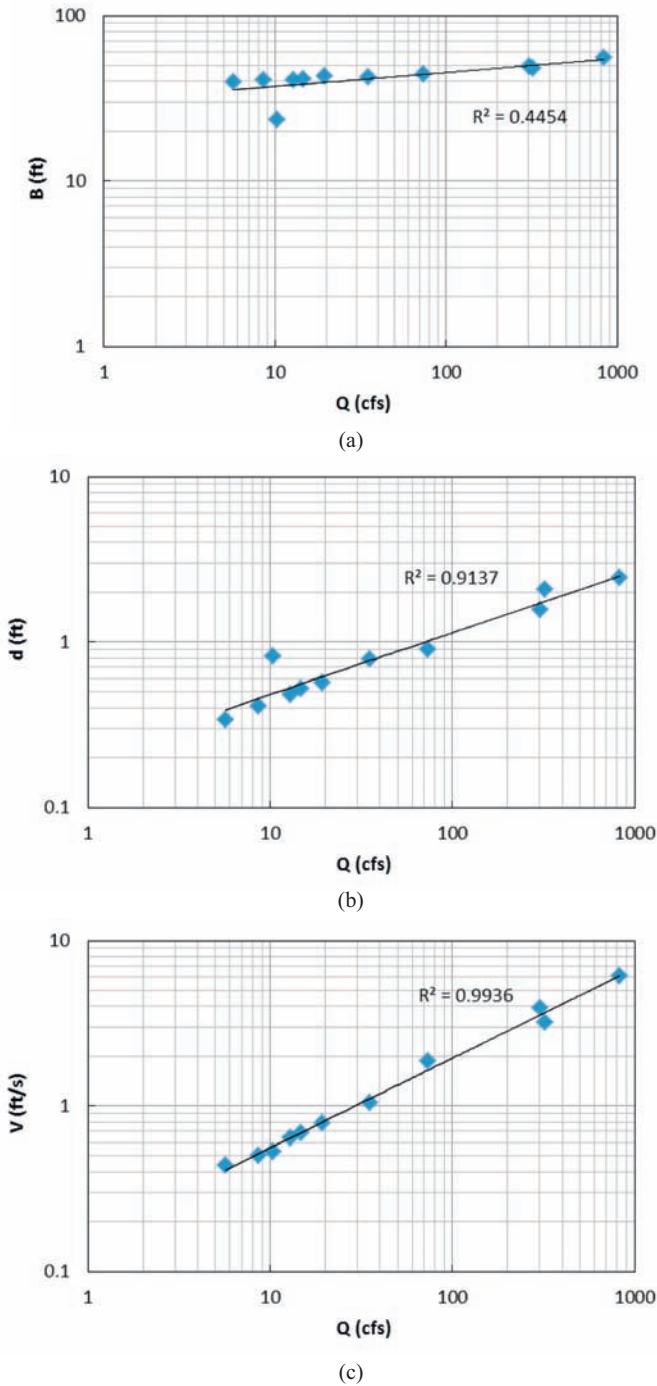 100
10
1
B (ft)
R² = 0.4454
1
10
100
1000
Q (cfs)
(a)
10
1
0.1
d (ft)
R² = 0.9137
1
10
100
1000
Q (cfs)
(b)
10
1
0.1
V (ft/s)
R² = 0.9936
1
10
100
1000
Q (cfs)
(c)